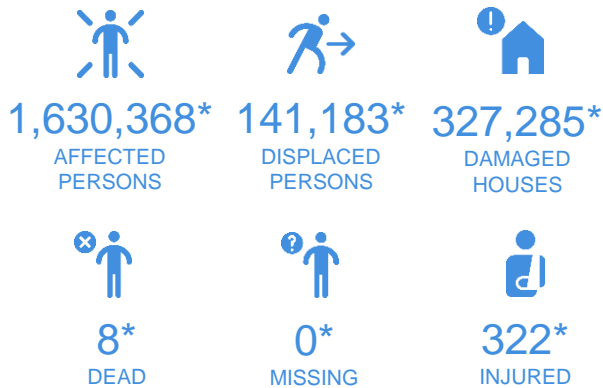 1,630,368* 141,183* 327,285*
AFFECTED PERSONS
DISPLACED PERSONS
DAMAGED HOUSES
8* 0* 322*
DEAD MISSING INJURED